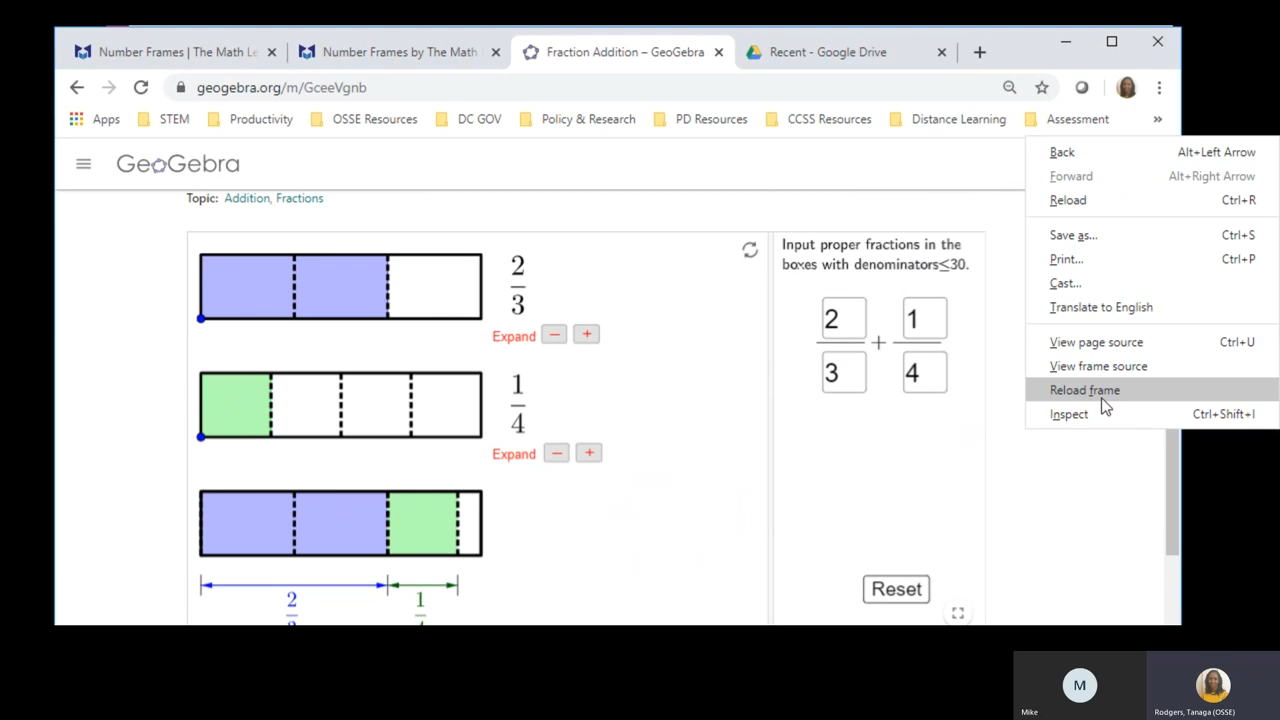 Number Frames | The Math Le
Number Frames by The Math
Fraction Addition – GeoGebra
Recent - Google Drive
geogebra.org/m/GceeVgnb
Apps
STEM
Productivity
OSSE Resources
DC GOV
Policy & Research
PD Resources
CCSS Resources
Distance Learning
Assessment
»
GeoGebra
Topic: Addition, Fractions
2
3
Expand − +
1
4
Expand − +
2
1
Input proper fractions in the
boxes with denominators≤30.
2 + 1
3 4
Reset
Back Alt+Left Arrow
Forward Alt+Right Arrow
Reload Ctrl+R
Save as... Ctrl+S
Print... Ctrl+P
Cast...
Translate to English
View page source Ctrl+U
View frame source
Reload frame
Inspect Ctrl+Shift+I
M
Mike
Rodgers, Tanaga (OSSE)